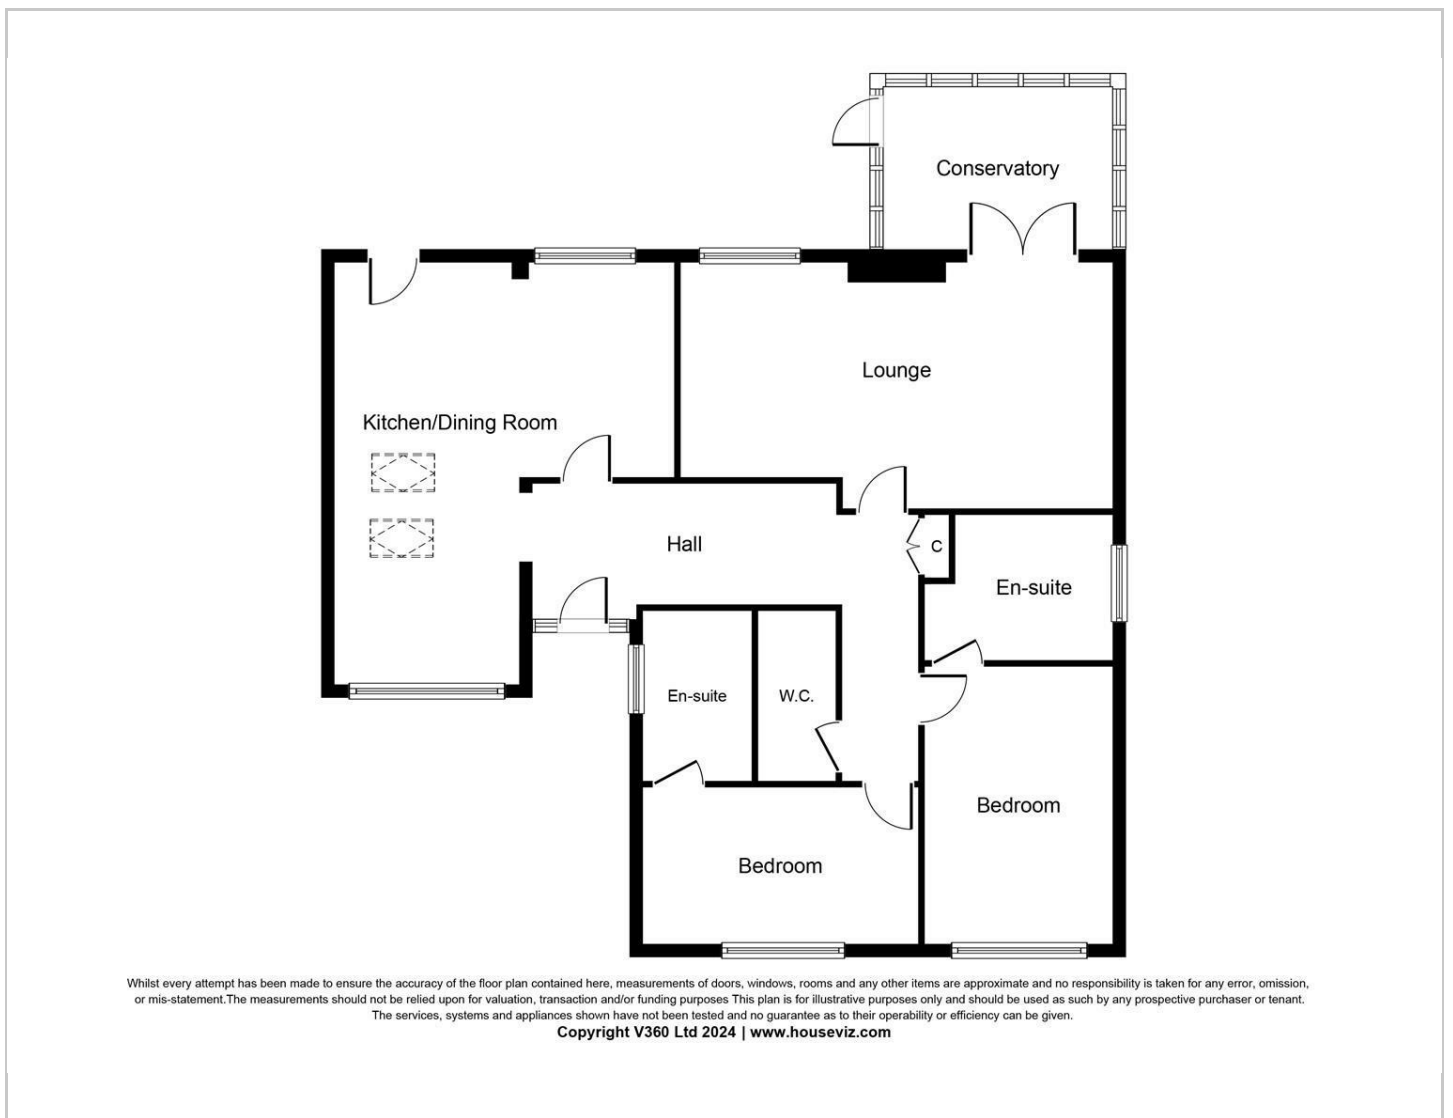 Conservatory
Lounge
Kitchen/Dining Room
Hall
C
En-suite
En-suite
W.C.
Bedroom
Bedroom
Whilst every attempt has been made to ensure the accuracy of the floor plan contained here, measurements of doors, windows, rooms and any other items are approximate and no responsibility is taken for any error, omission,
or mis-statement.The measurements should not be relied upon for valuation, transaction and/or funding purposes This plan is for illustrative purposes only and should be used as such by any prospective purchaser or tenant.
The services, systems and appliances shown have not been tested and no guarantee as to their operability or efficiency can be given.
Copyright V360 Ltd 2024 | www.houseviz.com